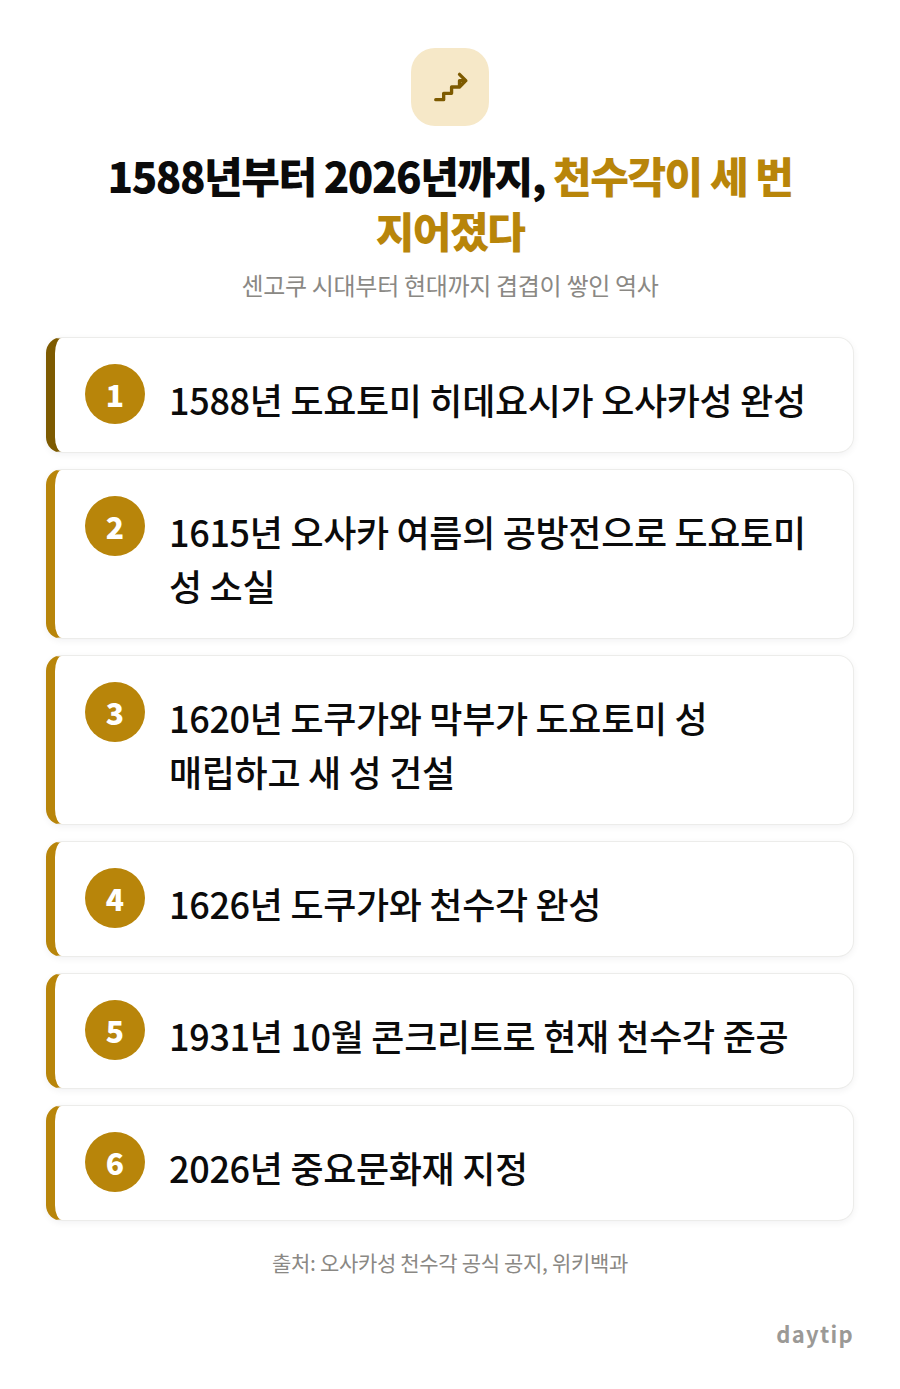 1588년부터 2026년까지, 천수각이 세 번
지어졌다
센고쿠 시대부터 현대까지 겹겹이 쌓인 역사
1
1588년 도요토미 히데요시가 오사카성 완성
2
1615년 오사카 여름의 공방전으로 도요토미
성 소실
3
1620년 도쿠가와 막부가 도요토미 성
매립하고 새 성 건설
4
1626년 도쿠가와 천수각 완성
5
1931년 10월 콘크리트로 현재 천수각 준공
6
2026년 중요문화재 지정
출처: 오사카성 천수각 공식 공지, 위키백과
daytip